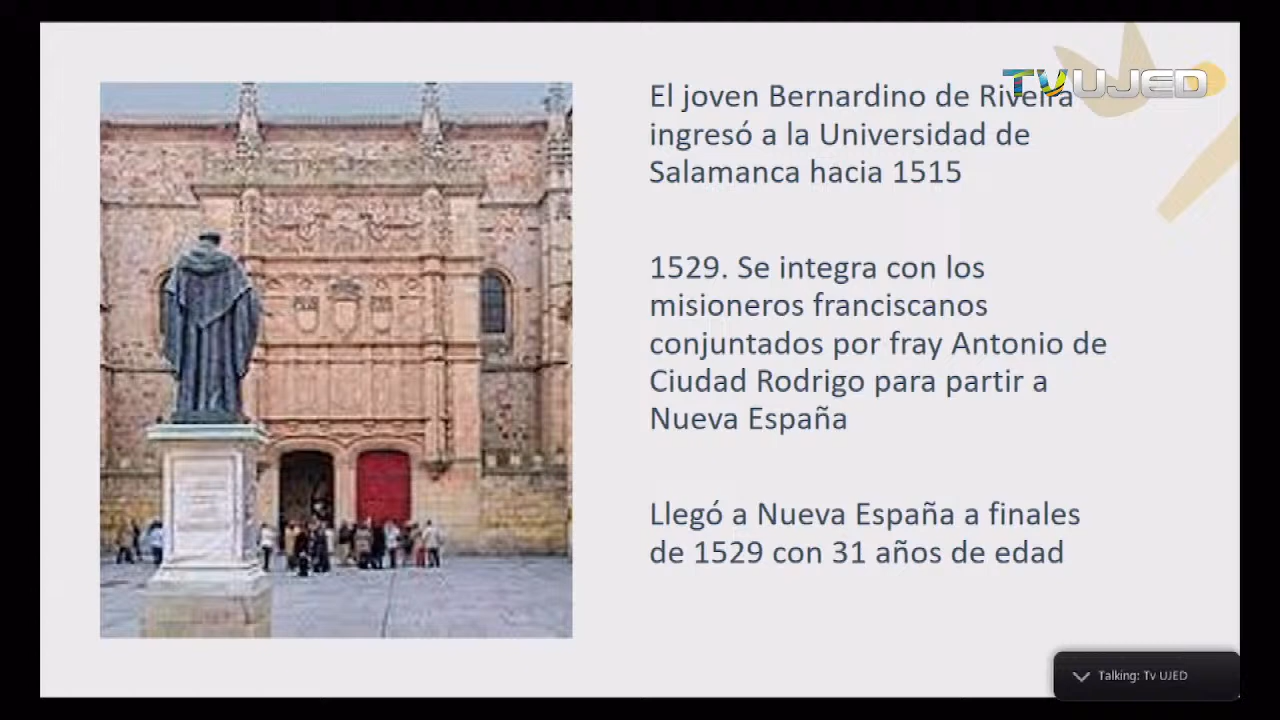 TV UJED
El joven Bernardino de Riveira
ingresó a la Universidad de
Salamanca hacia 1515
1529. Se integra con los
misioneros franciscanos
conjuntados por fray Antonio de
Ciudad Rodrigo para partir a
Nueva España
Llegó a Nueva España a finales
de 1529 con 31 años de edad
Talking: Tv UJED